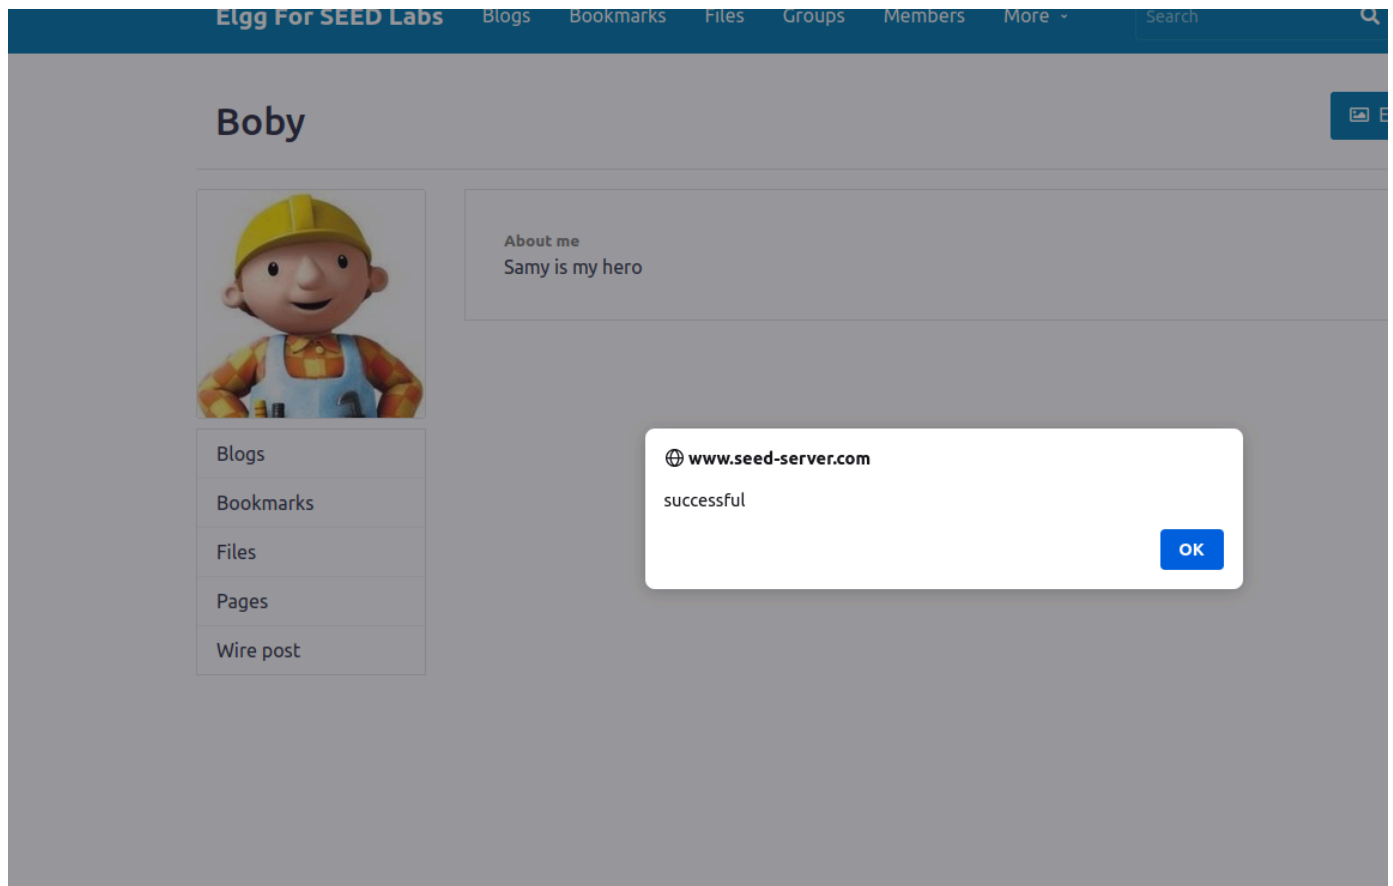 Elgg For SEED Labs Blogs Bookmarks Files Groups Members More Search
Boby
About me
Samy is my hero
www.seed-server.com
successful
OK
Blogs
Bookmarks
Files
Pages
Wire post